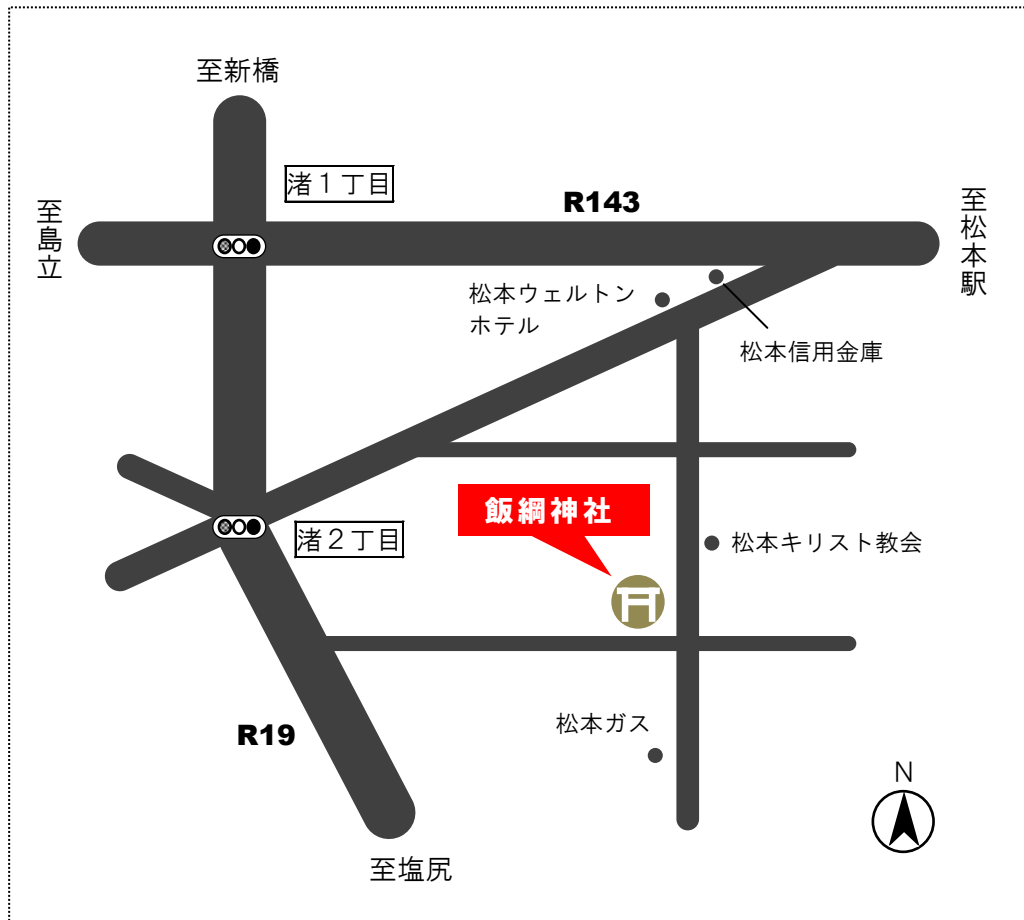 至新橋
渚１丁目
R143
至島立
至松本駅
松本ウェルトン
ホテル
松本信用金庫
飯綱神社
渚２丁目
松本キリスト教会
R19
松本ガス
N
至塩尻